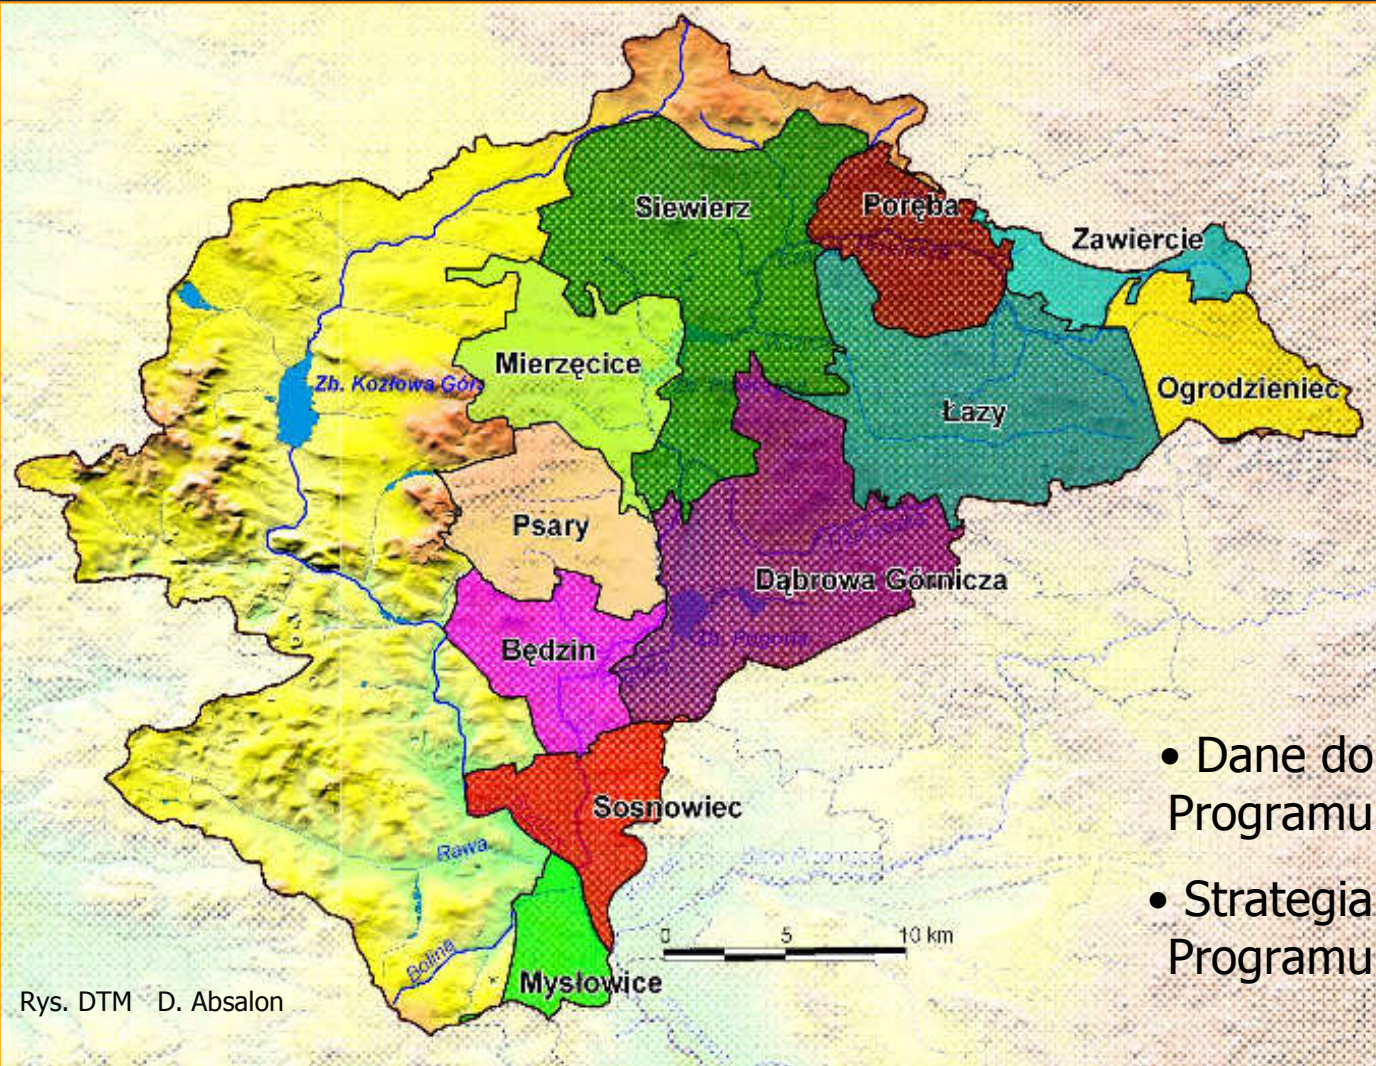 Siewierz
Poręba
Zawiercie
Mierzęcice
Zb. Kozłowa Góra
Ogrodzieniec
Łazy
Psary
Dąbrowa Górnicza
Zb. Pogoria
Będzin
Sosnowiec
Rawa
Bolina
Mysłowice
0 5 10 km
• Dane do
Programu
• Strategia
Programu
Rys. DTM D. Absalon